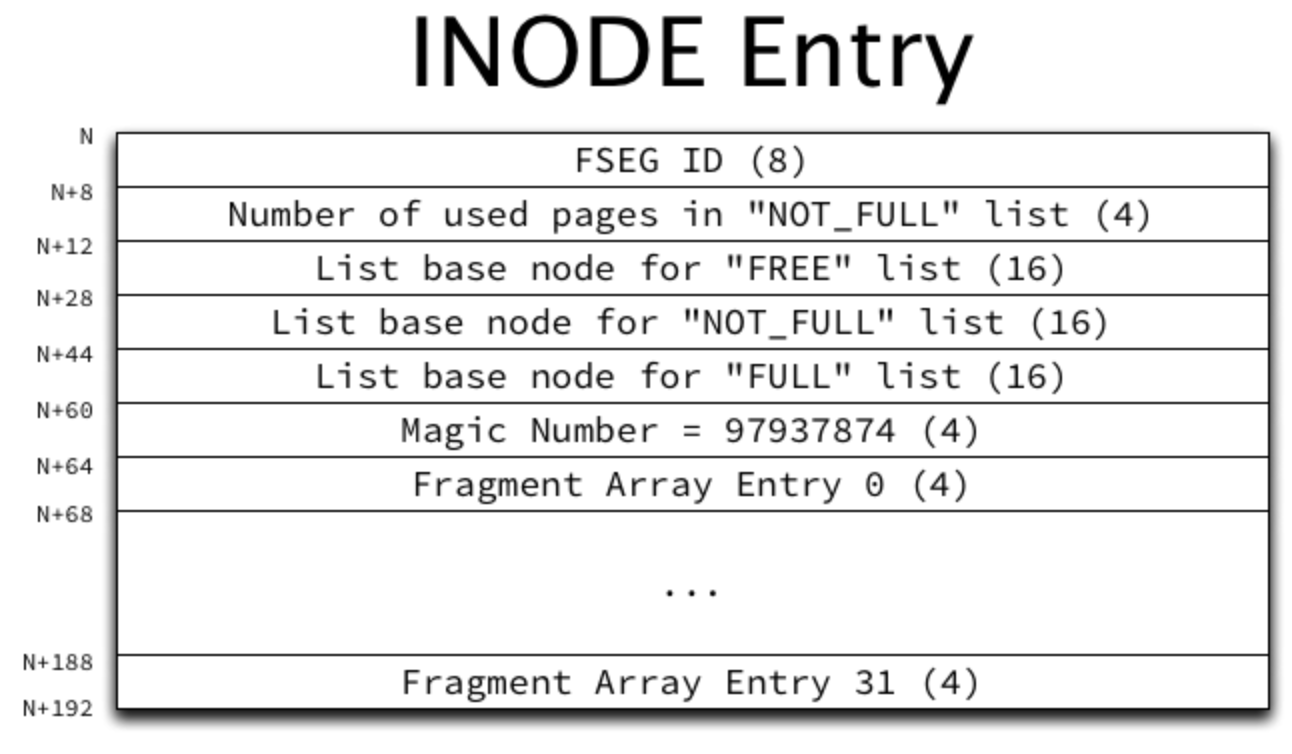 INODE Entry
N
FSEG ID (8)
N+8
Number of used pages in "NOT_FULL" list (4)
N+12
List base node for "FREE" list (16)
N+28
List base node for "NOT_FULL" list (16)
N+44
List base node for "FULL" list (16)
N+60
Magic Number = 97937874 (4)
N+64
Fragment Array Entry 0 (4)
N+68
...
N+188
Fragment Array Entry 31 (4)
N+192